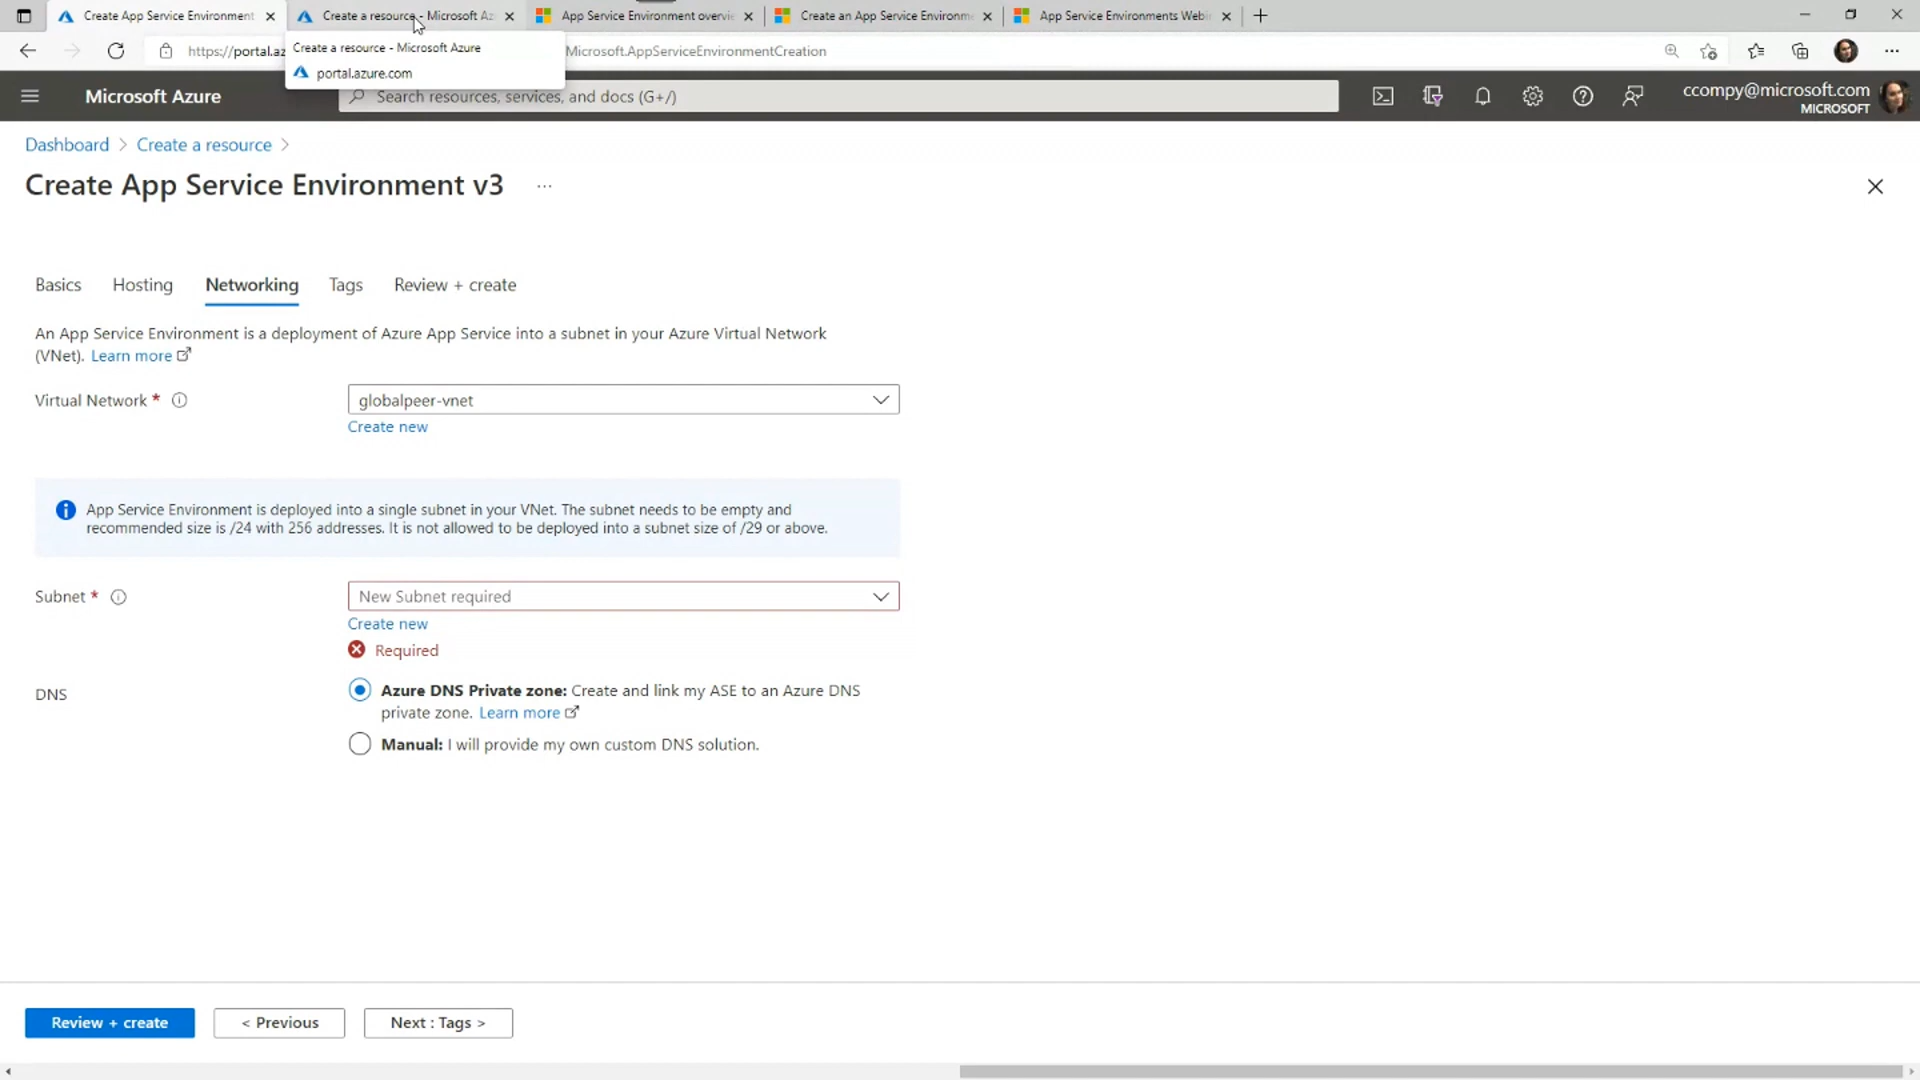 Create App Service Environment
Create a resource - Microsoft Az
App Service Environment overvi
Create an App Service Environme
App Service Environments Webi
https://portal.az
Microsoft.AppServiceEnvironmentCreation
Create a resource - Microsoft Azure
portal.azure.com
Microsoft Azure
Search resources, services, and docs (G+/)
ccompy@microsoft.com
MICROSOFT
Dashboard > Create a resource >
Create App Service Environment v3 ...
Basics Hosting Networking Tags Review + create
An App Service Environment is a deployment of Azure App Service into a subnet in your Azure Virtual Network
(VNet). Learn more
Virtual Network *
globalpeer-vnet
Create new
App Service Environment is deployed into a single subnet in your VNet. The subnet needs to be empty and
recommended size is /24 with 256 addresses. It is not allowed to be deployed into a subnet size of /29 or above.
Subnet *
New Subnet required
Create new
Required
DNS
Azure DNS Private zone: Create and link my ASE to an Azure DNS
private zone. Learn more
Manual: I will provide my own custom DNS solution.
Review + create
< Previous
Next : Tags >